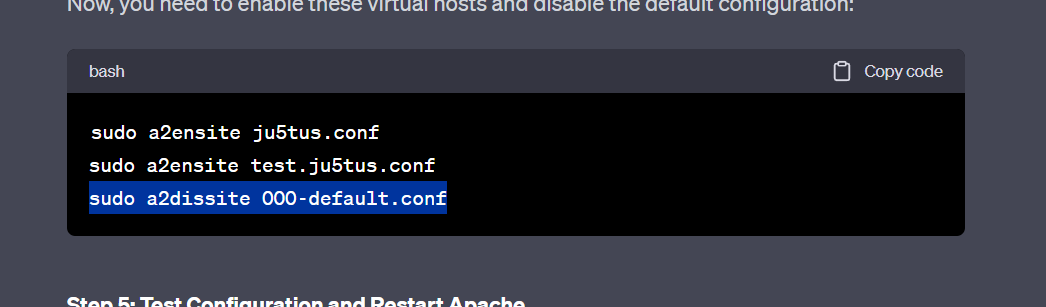 Now, you need to enable these virtual hosts and disable the default configuration:
bash
Copy code
sudo a2ensite ju5tus.conf
sudo a2ensite test.ju5tus.conf
sudo a2dissite 000-default.conf
Step 5: Test Configuration and Restart Apache